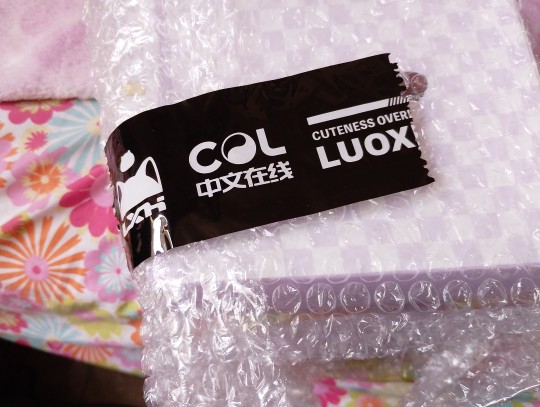 COL
中文在线
CUTENESS OVER
LUOX